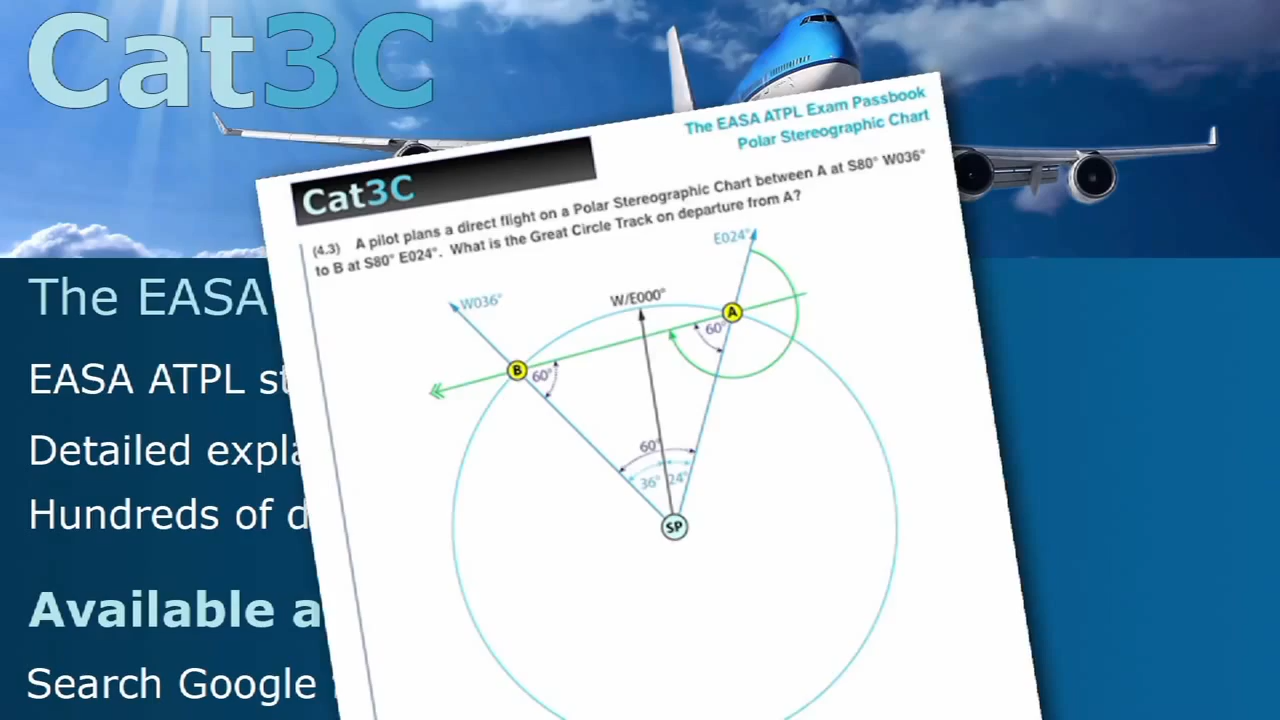 Cat3C
The EASA ATPL Exam Passbook
Polar Stereographic Chart
Cat3C
(4.3) A pilot plans a direct flight on a Polar Stereographic Chart between A at S80° W036°
to B at S80° E024°. What is the Great Circle Track on departure from A?
E024°
W036°
W/E000°
A
60°
B
60°
60°
36°
24°
SP
The EASA
EASA ATPL st
Detailed expla
Hundreds of d
Available a
Search Google